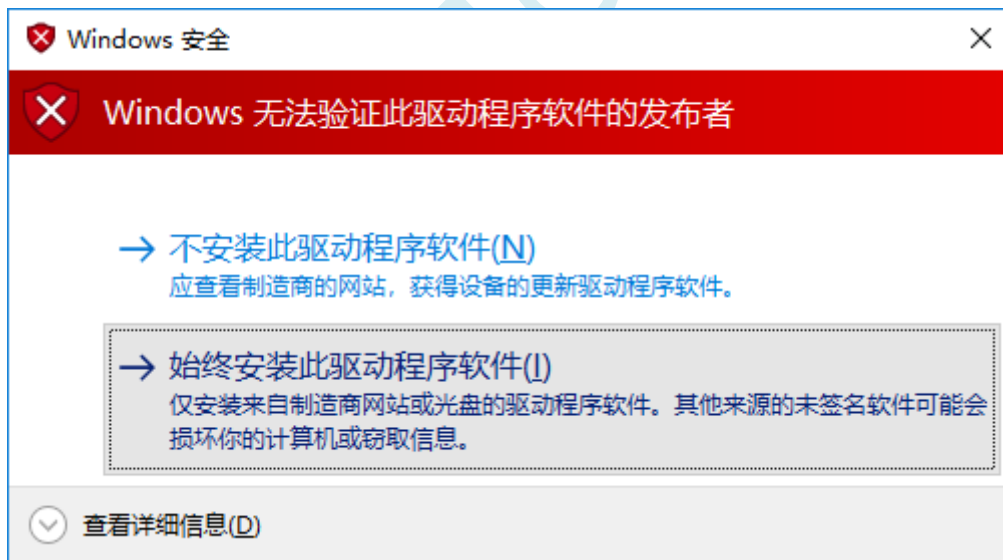 Windows 安全
Windows 无法验证此驱动程序软件的发布者
不安装此驱动程序软件(N)
应查看制造商的网站，获得设备的更新驱动程序软件。
始终安装此驱动程序软件(I)
仅安装来自制造商网站或光盘的驱动程序软件。其他来源的未签名软件可能会
损坏你的计算机或窃取信息。
查看详细信息(D)